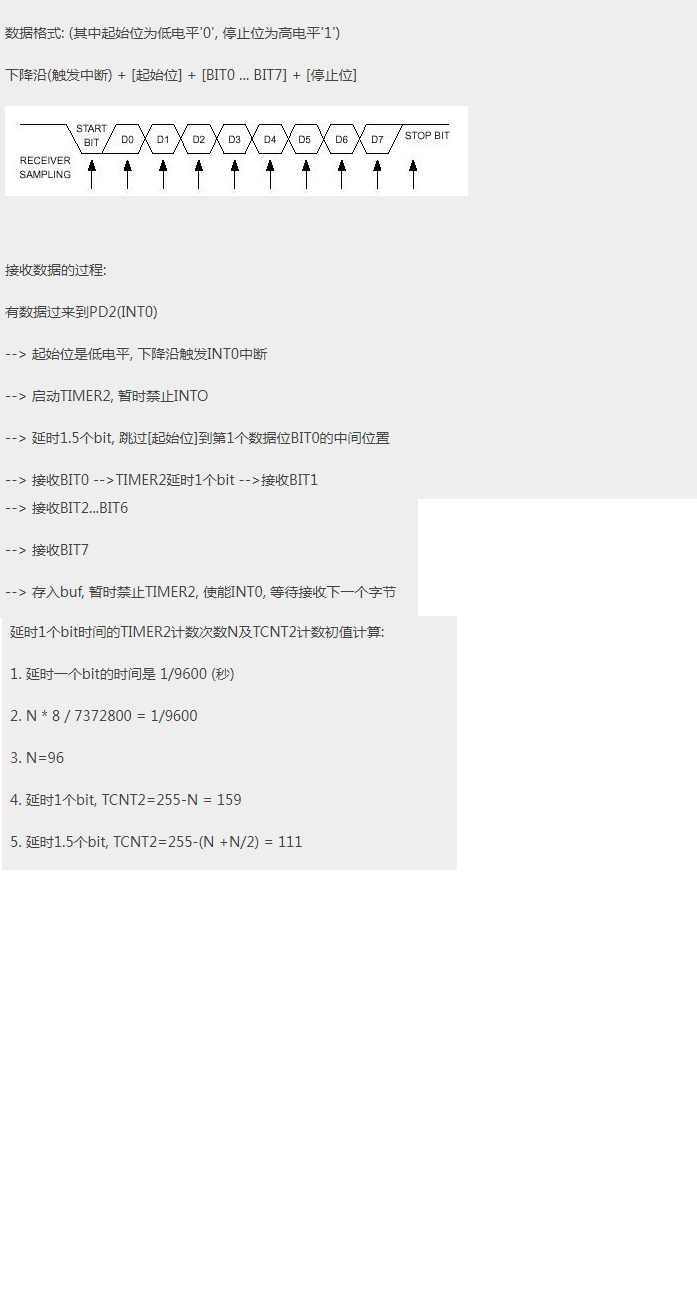 数据格式: (其中起始位为低电平'0', 停止位为高电平'1')
下降沿(触发中断) + [起始位] + [BIT0 ... BIT7] + [停止位]
START
BIT D0 D1 D2 D3 D4 D5 D6 D7 STOP BIT
RECEIVER
SAMPLING
接收数据的过程:
有数据过来到PD2(INT0)
--> 起始位是低电平, 下降沿触发INT0中断
--> 启动TIMER2, 暂时禁止INTO
--> 延时1.5个bit, 跳过[起始位]到第1个数据位BIT0的中间位置
--> 接收BIT0 -->TIMER2延时1个bit -->接收BIT1
--> 接收BIT2...BIT6
--> 接收BIT7
--> 存入buf, 暂时禁止TIMER2, 使能INT0, 等待接收下一个字节
延时1个bit时间的TIMER2计数次数N及TCNT2计数初值计算:
1. 延时一个bit的时间是 1/9600 (秒)
2. N * 8 / 7372800 = 1/9600
3. N=96
4. 延时1个bit, TCNT2=255-N = 159
5. 延时1.5个bit, TCNT2=255-(N +N/2) = 111